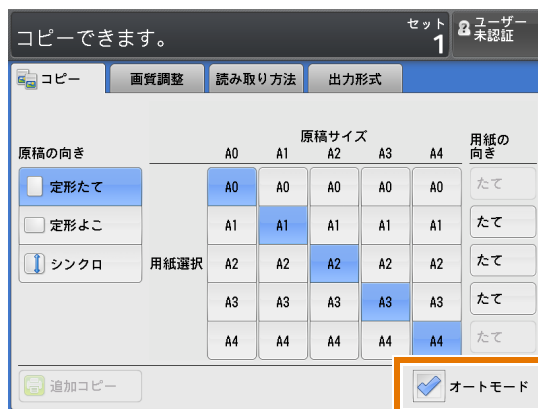 コピーできます。
セット
1
ユーザー
未認証
コピー 画質調整 読み取り方法 出力形式
原稿サイズ
原稿の向き A0 A1 A2 A3 A4 用紙の向き
定形たて A0 A0 A0 A0 A0 たて
定形よこ A1 A1 A1 A1 A1 たて
シンクロ 用紙選択 A2 A2 A2 A2 A2 たて
A3 A3 A3 A3 A3 たて
A4 A4 A4 A4 A4 たて
追加コピー オートモード